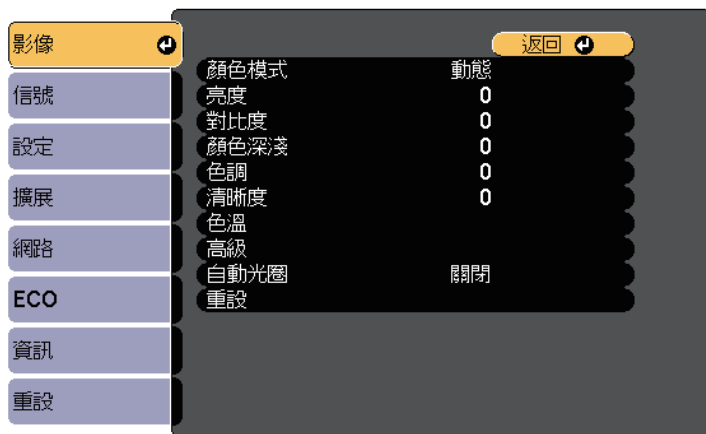 影像
信號
設定
擴展
網路
ECO
資訊
重設
返回
顏色模式 動態
亮度 0
對比度 0
顏色深淺 0
色調 0
清晰度 0
色溫
高級
自動光圈 關閉
重設